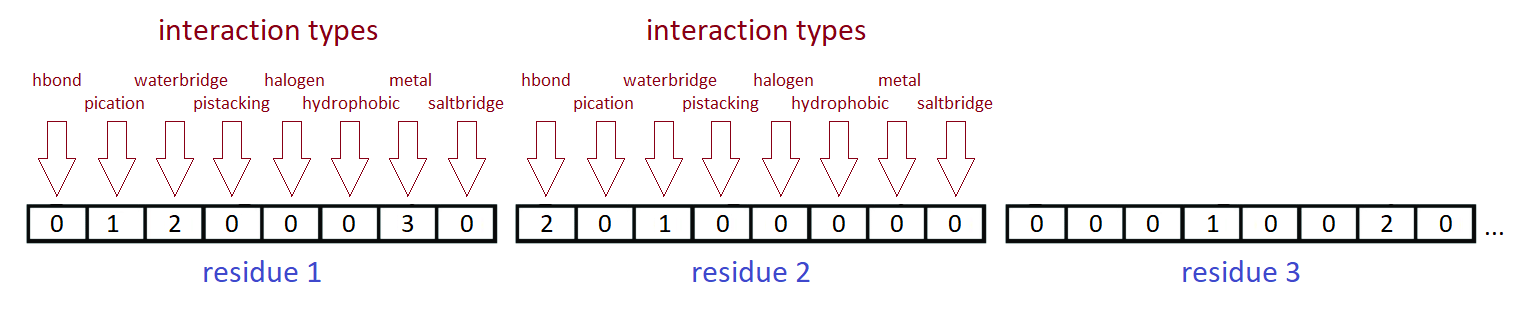 interaction types interaction types
hbond waterbridge halogen metal hbond waterbridge halogen metal
pication pistacking hydrophobic saltbridge pication pistacking hydrophobic saltbridge
0 1 2 0 0 0 3 0 2 0 1 0 0 0 0 0 0 0 0 1 0 0 2 0 ...
residue 1 residue 2 residue 3